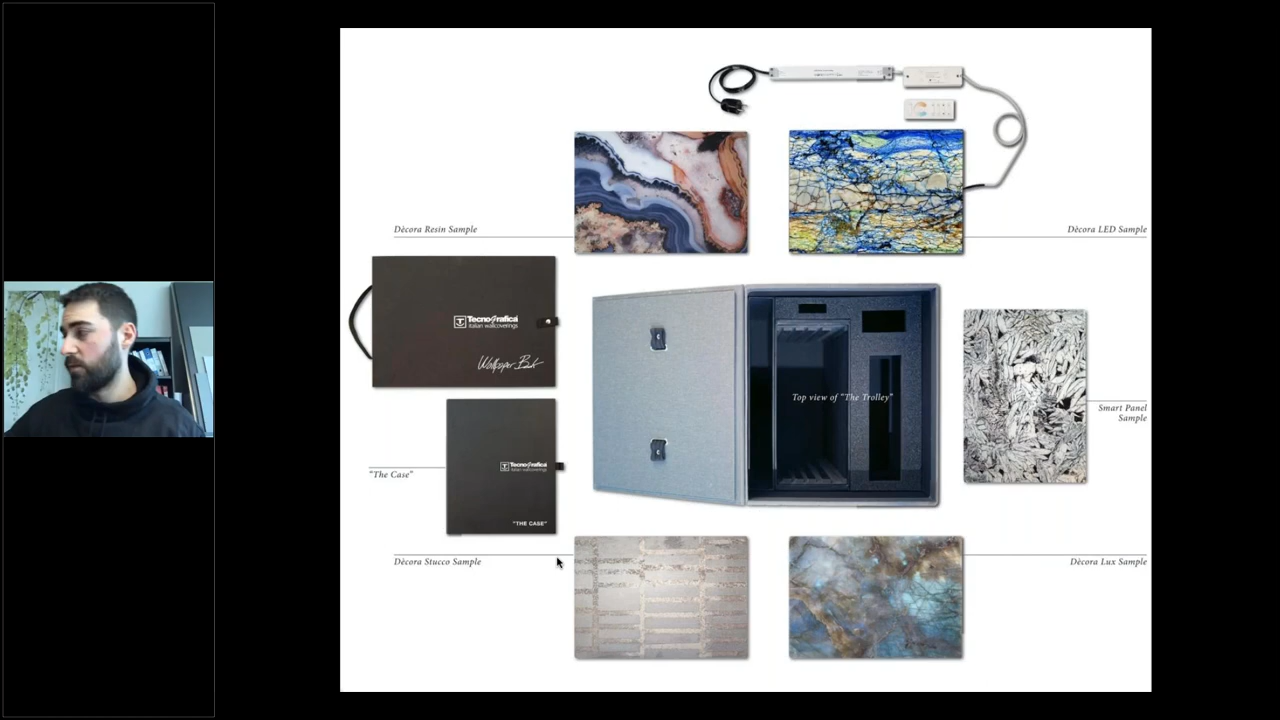 Dècora Resin Sample
Dècora LED Sample
Tecnografica
italian wallcoverings
Wallpaper Book
Top view of "The Trolley"
Smart Panel
Sample
"The Case"
Tecnografica
italian wallcoverings
"THE CASE"
Dècora Stucco Sample
Dècora Lux Sample